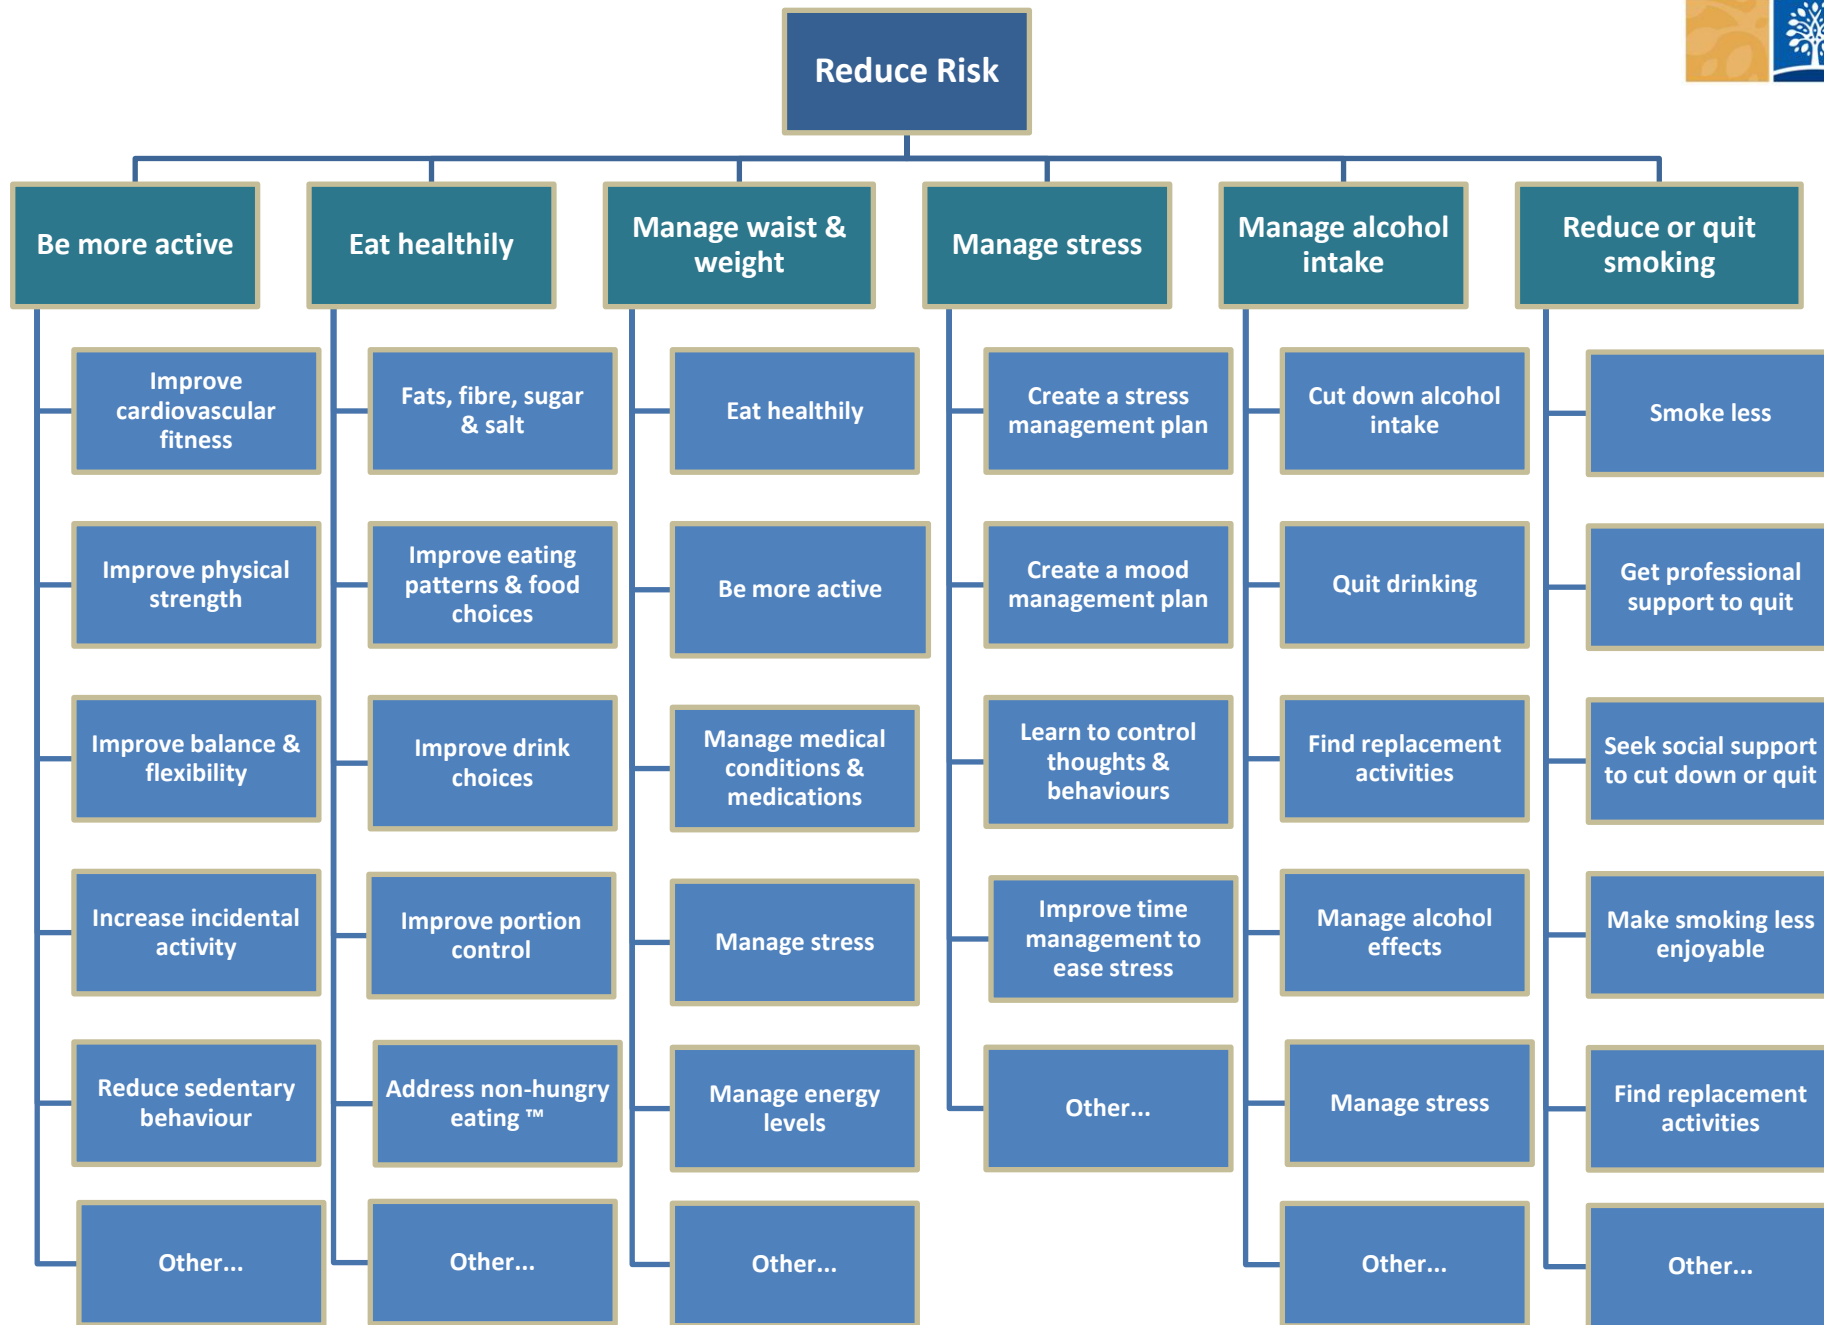 Reduce Risk
Be more active
Improve
cardiovascular
fitness
Improve physical
strength
Improve balance &
flexibility
Increase incidental
activity
Reduce sedentary
behaviour
Other...
Eat healthily
Fats, fibre, sugar
& salt
Improve eating
patterns & food
choices
Improve drink
choices
Improve portion
control
Address non-hungry
eating ™
Other...
Manage waist &
weight
Eat healthily
Be more active
Manage medical
conditions &
medications
Manage stress
Manage energy
levels
Other...
Manage stress
Create a stress
management plan
Create a mood
management plan
Learn to control
thoughts &
behaviours
Improve time
management to
ease stress
Other...
Manage alcohol
intake
Cut down alcohol
intake
Quit drinking
Find replacement
activities
Manage alcohol
effects
Manage stress
Other...
Reduce or quit
smoking
Smoke less
Get professional
support to quit
Seek social support
to cut down or quit
Make smoking less
enjoyable
Find replacement
activities
Other...